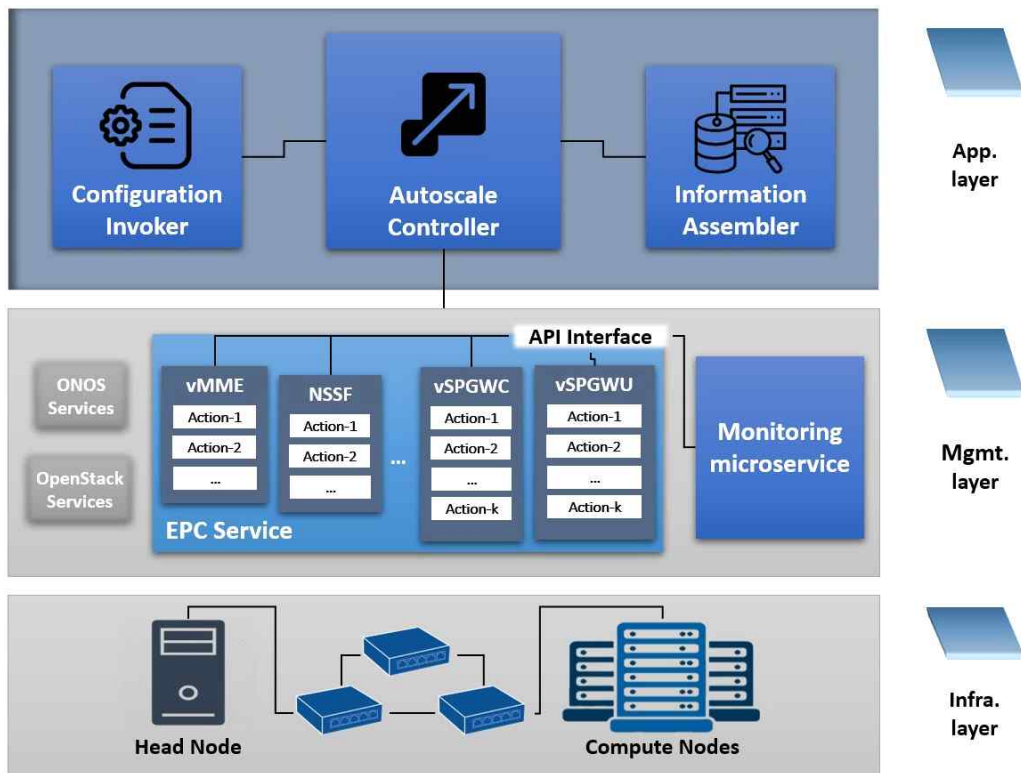 Configuration
Invoker
Autoscale
Controller
Information
Assembler
App.
layer
API Interface
ONOS
Services
OpenStack
Services
vMME
Action-1
Action-2
...
NSSF
Action-1
Action-2
...
...
vSPGWC
Action-1
Action-2
...
Action-k
vSPGWU
Action-1
Action-2
...
Action-k
EPC Service
Monitoring
microservice
Mgmt.
layer
Head Node
Compute Nodes
Infra.
layer